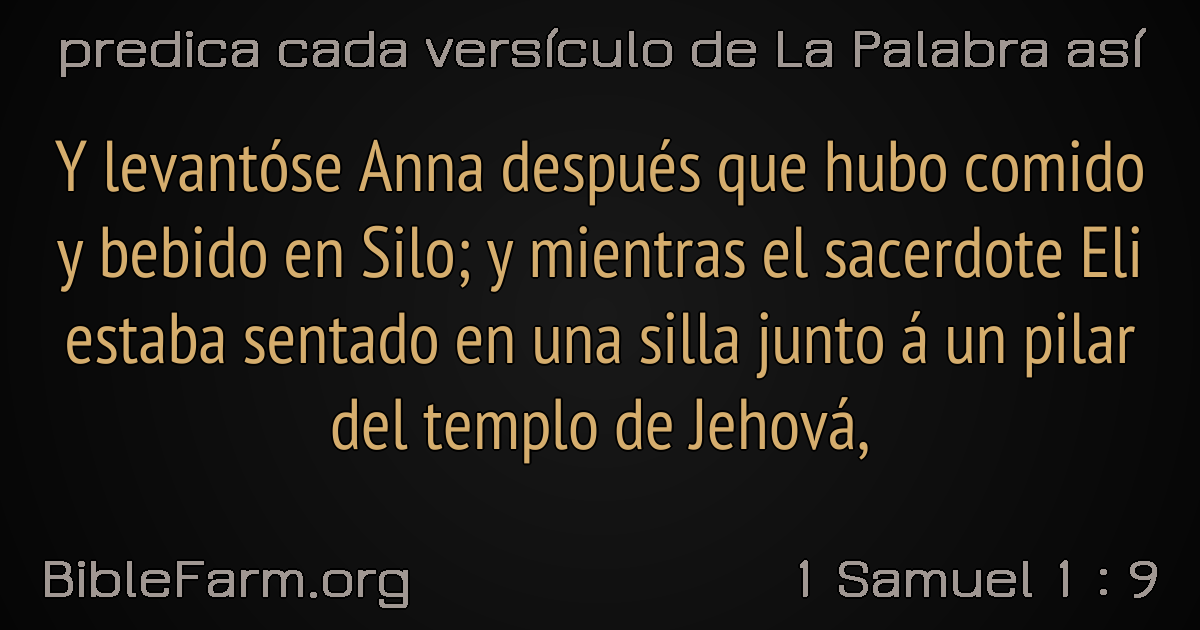 predica cada versículo de La Palabra así
Y levantóse Anna después que hubo comido
y bebido en Silo; y mientras el sacerdote Eli
estaba sentado en una silla junto á un pilar
del templo de Jehová,
BibleFarm.org
1 Samuel 1 : 9